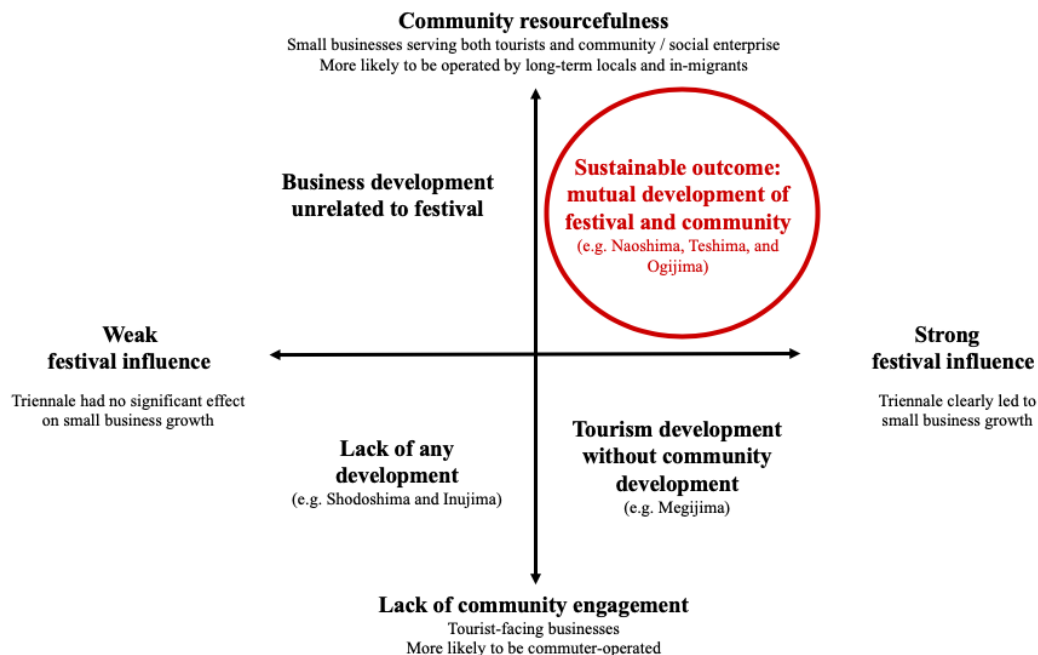 Community resourcefulness
Small businesses serving both tourists and community / social enterprise
More likely to be operated by long-term locals and in-migrants
Business development
unrelated to festival
Sustainable outcome:
mutual development of
festival and community
(e.g. Naoshima, Teshima, and
Ogijima)
Weak
festival influence
Triennale had no significant effect
on small business growth
Strong
festival influence
Triennale clearly led to
small business growth
Lack of any
development
(e.g. Shodoshima and Inujima)
Tourism development
without community
development
(e.g. Megijima)
Lack of community engagement
Tourist-facing businesses
More likely to be commuter-operated